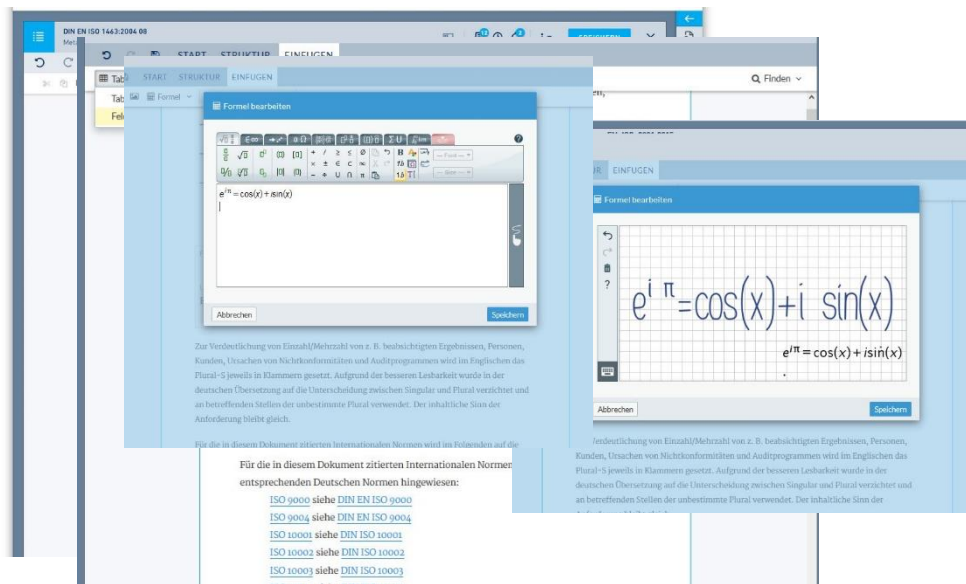 DIN EN ISO 1463:2004 08
SPEICHERN
START STRUKTUR EINFÜGEN
Tab
START STRUKTUR EINFÜGEN
Formel
Q Finden
Formel bearbeiten
e^{iπ} = cos(x) + isin(x)
Abbrechen Speichern
Zur Verdeutlichung von Einzahl/Mehrzahl von z. B. beabsichtigten Ergebnissen, Personen,
Kunden, Ursachen von Nichtkonformitäten und Auditprogrammen wird im Englischen das
Plural-S jeweils in Klammern gesetzt. Aufgrund der besseren Lesbarkeit wurde in der
deutschen Übersetzung auf die Unterscheidung zwischen Singular und Plural verzichtet und
an betreffenden Stellen der unbestimmte Plural verwendet. Der inhaltliche Sinn der
Anforderung bleibt gleich.
Für die in diesem Dokument zitierten Internationalen Normen wird im Folgenden auf die
Für die in diesem Dokument zitierten Internationalen Normen
entsprechenden Deutschen Normen hingewiesen:
ISO 9000 siehe DIN EN ISO 9000
ISO 9004 siehe DIN EN ISO 9004
ISO 10001 siehe DIN ISO 10001
ISO 10002 siehe DIN ISO 10002
ISO 10003 siehe DIN ISO 10003
EINFÜGEN
Formel bearbeiten
e^{i π} = cos(x) + i sin(x)
e^{iπ} = cos(x) + isin(x)
Abbrechen Speichern
Verdeutlichung von Einzahl/Mehrzahl von z. B. beabsichtigten Ergebnissen, Personen,
Kunden, Ursachen von Nichtkonformitäten und Auditprogrammen wird im Englischen das
Plural-S jeweils in Klammern gesetzt. Aufgrund der besseren Lesbarkeit wurde in der
deutschen Übersetzung auf die Unterscheidung zwischen Singular und Plural verzichtet und
an betreffenden Stellen der unbestimmte Plural verwendet. Der inhaltliche Sinn der